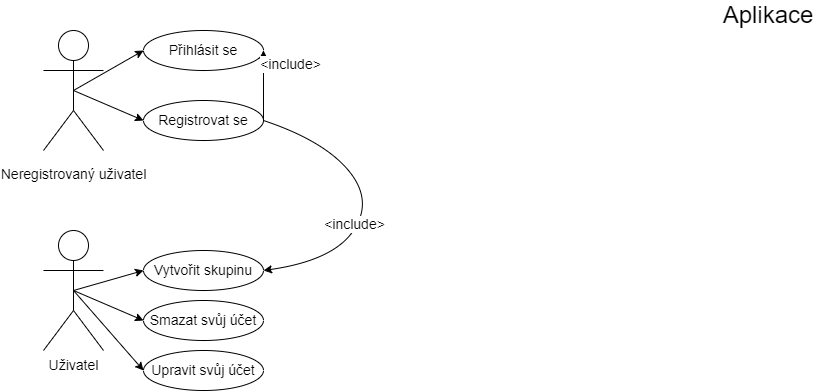 Aplikace
Přihlásit se
<include>
Registrovat se
Neregistrovaný uživatel
<include>
Vytvořit skupinu
Smazat svůj účet
Uživatel
Upravit svůj účet